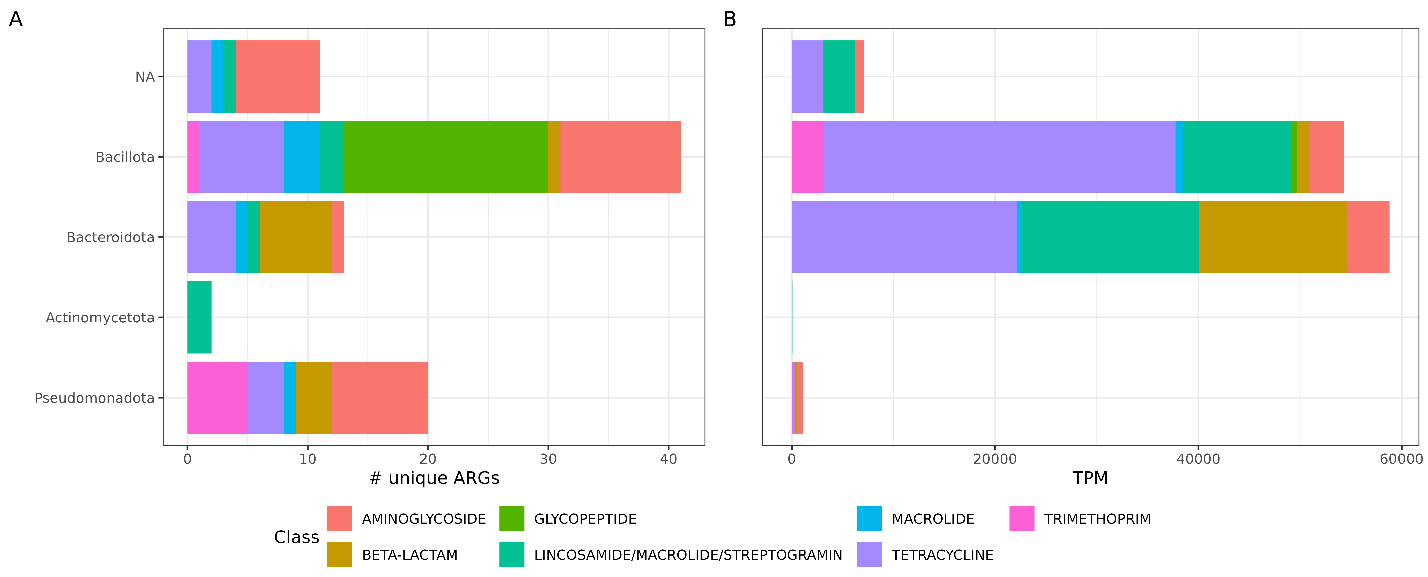 A
B
NA
Bacillota
Bacteroidota
Actinomycetota
Pseudomonadota
0 10 20 30 40
0 20000 40000 60000
# unique ARGs
TPM
Class
AMINOGLYCOSIDE GLYCOPEPTIDE MACROLIDE TRIMETHOPRIM
BETA-LACTAM LINCOSAMIDE/MACROLIDE/STREPTOGRAMIN TETRACYCLINE